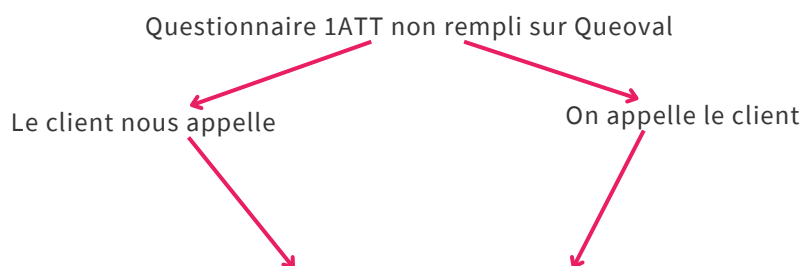 Questionnaire 1ATT non rempli sur Queoval
Le client nous appelle
On appelle le client